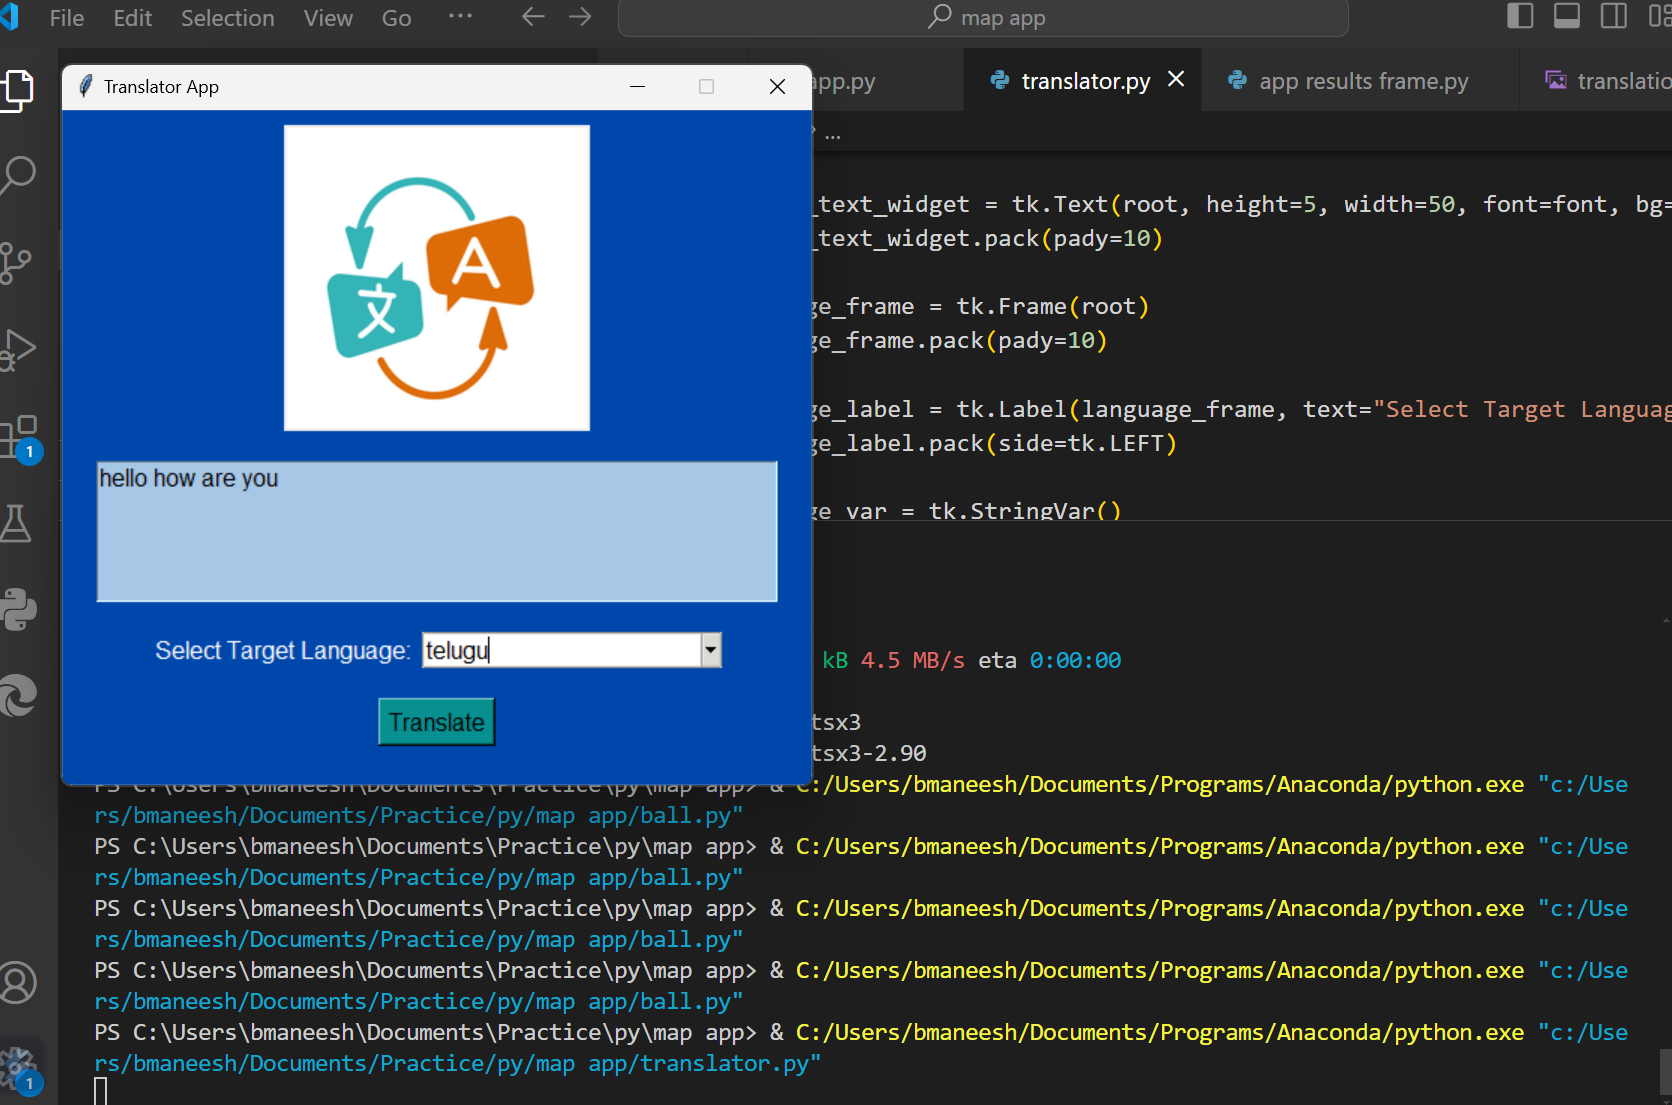 File Edit Selection View Go ...
map app
Translator App
app.py
translator.py
app results frame.py
...
文
A
_text_widget = tk.Text(root, height=5, width=50, font=font, bg=
_text_widget.pack(pady=10)
ge_frame = tk.Frame(root)
ge_frame.pack(pady=10)
ge_label = tk.Label(language_frame, text="Select Target Languag
ge_label.pack(side=tk.LEFT)
ge_var = tk.StringVar()
1
hello how are you
Select Target Language: telugu
Translate
kB 4.5 MB/s eta 0:00:00
tsx3
tsx3-2.90
PS C:\Users\bmaneesh\Documents\Practice\py\map app> & C:/Users/bmaneesh/Documents/Programs/Anaconda/python.exe "c:/Use
rs/bmaneesh/Documents/Practice/py/map app/ball.py"
PS C:\Users\bmaneesh\Documents\Practice\py\map app> & C:/Users/bmaneesh/Documents/Programs/Anaconda/python.exe "c:/Use
rs/bmaneesh/Documents/Practice/py/map app/ball.py"
PS C:\Users\bmaneesh\Documents\Practice\py\map app> & C:/Users/bmaneesh/Documents/Programs/Anaconda/python.exe "c:/Use
rs/bmaneesh/Documents/Practice/py/map app/ball.py"
PS C:\Users\bmaneesh\Documents\Practice\py\map app> & C:/Users/bmaneesh/Documents/Programs/Anaconda/python.exe "c:/Use
rs/bmaneesh/Documents/Practice/py/map app/ball.py"
PS C:\Users\bmaneesh\Documents\Practice\py\map app> & C:/Users/bmaneesh/Documents/Programs/Anaconda/python.exe "c:/Use
rs/bmaneesh/Documents/Practice/py/map app/translator.py"
1